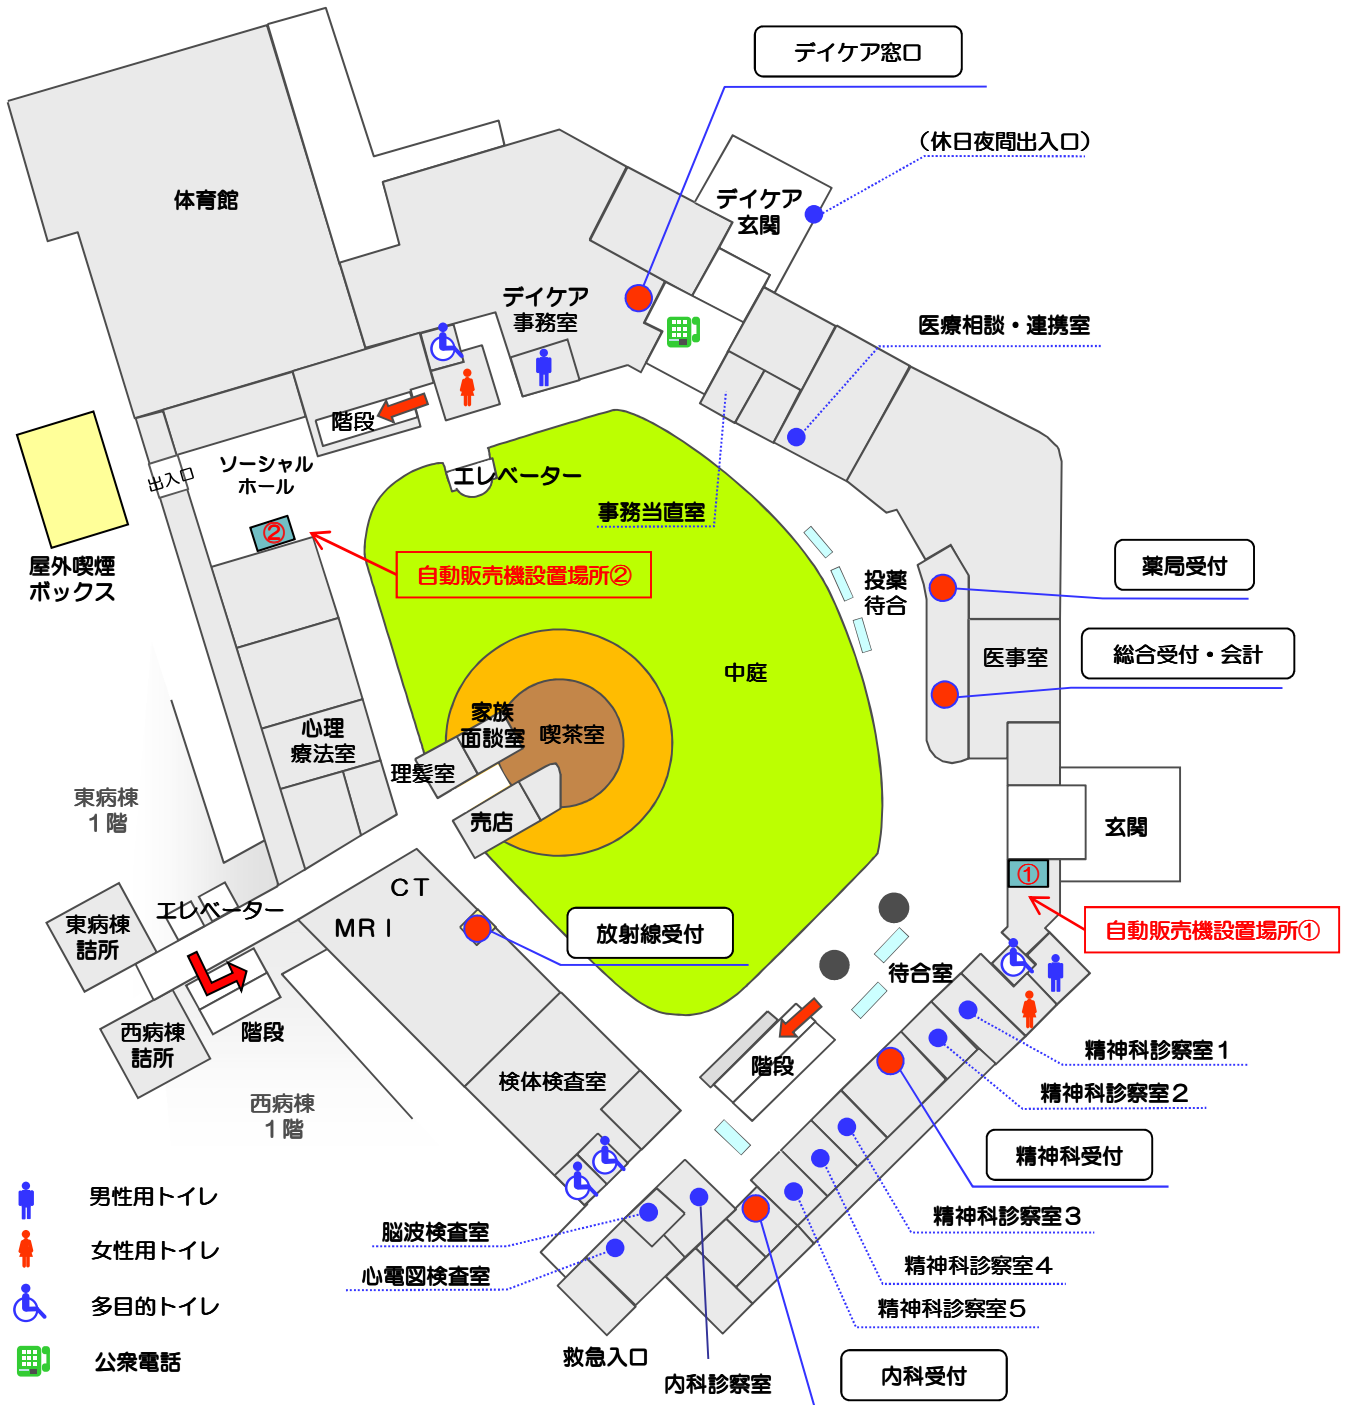 デイケア窓口
（休日夜間出入口）
体育館
デイケア
玄関
デイケア
事務室
医療相談・連携室
階段
ソーシャル
ホール
出入口
エレベーター
事務当直室
②
自動販売機設置場所②
屋外喫煙
ボックス
投薬
待合
薬局受付
医事室
総合受付・会計
中庭
家族
面談室
喫茶室
心理
療法室
理髪室
売店
東病棟
１階
玄関
①
自動販売機設置場所①
ＣＴ
ＭＲＩ
エレベーター
東病棟
詰所
放射線受付
待合室
西病棟
詰所
階段
階段
検体検査室
西病棟
１階
精神科診察室１
精神科診察室２
精神科受付
精神科診察室３
精神科診察室４
精神科診察室５
脳波検査室
心電図検査室
救急入口
内科診察室
内科受付
男性用トイレ
女性用トイレ
多目的トイレ
公衆電話